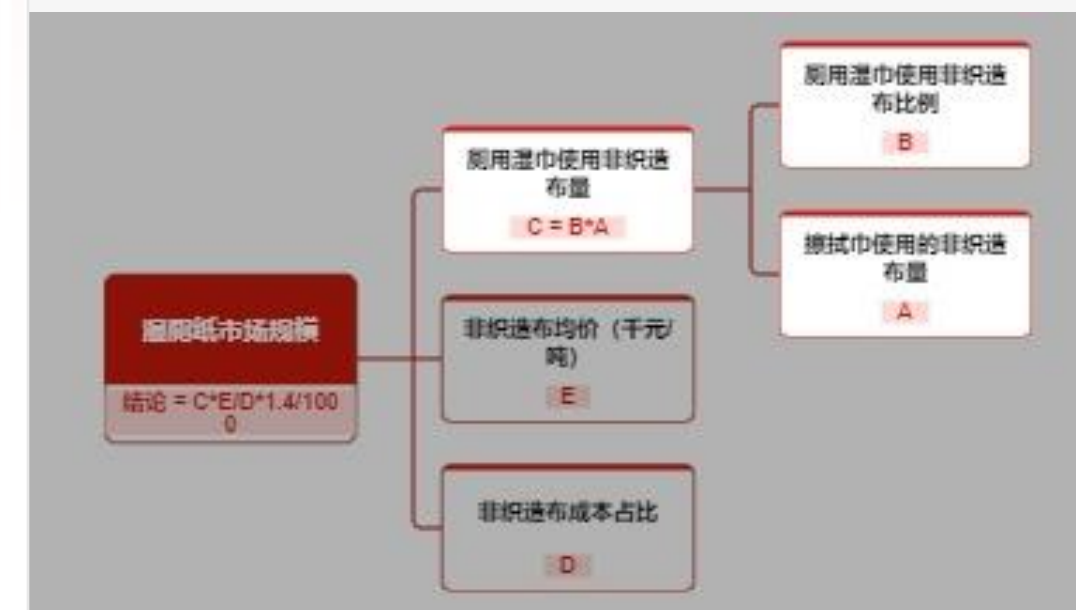 厕用湿巾使用非织造
布比例
B
厕用湿巾使用非织造
布量
C = B*A
擦拭巾使用的非织造
布量
A
湿厕纸市场规模
结论 = C*E/D*1.4/100
0
非织造布均价（千元/
吨）
E
非织造布成本占比
D